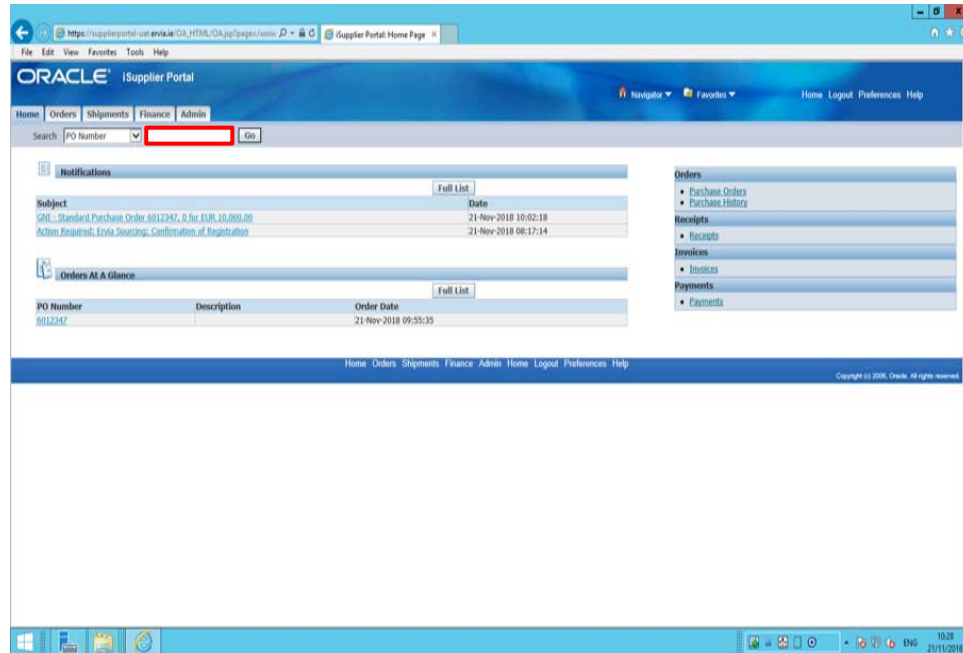 https://supplierportal-uat.ervia.ie/OA_HTML/OA.jsp?page=/
iSupplier Portal: Home Page
File Edit View Favorites Tools Help
ORACLE iSupplier Portal
Navigator Favorites Home Logout Preferences Help
Home Orders Shipments Finance Admin
Search PO Number Go
Notifications
Full List
Subject Date
GNI - Standard Purchase Order 6012347, 0 for EUR 10,000.00 21-Nov-2018 10:02:18
Action Required: Ervia Sourcing: Confirmation of Registration 21-Nov-2018 08:17:14
Orders At A Glance
Full List
PO Number Description Order Date
6012347 21-Nov-2018 09:55:35
Orders
Purchase Orders
Purchase History
Receipts
Receipts
Invoices
Invoices
Payments
Payments
Home Orders Shipments Finance Admin Home Logout Preferences Help
Copyright (c) 2006, Oracle. All rights reserved.
ENG 10:28
21/11/2018